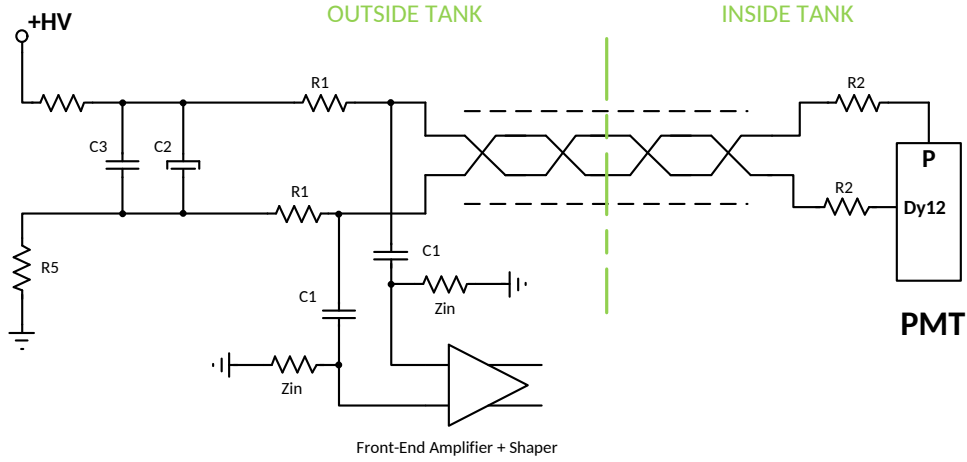 OUTSIDE TANK
INSIDE TANK
+HV
R1
R2
C3
C2
P
R1
R2
Dy12
R5
C1
C1
Zin
PMT
Zin
Front-End Amplifier + Shaper